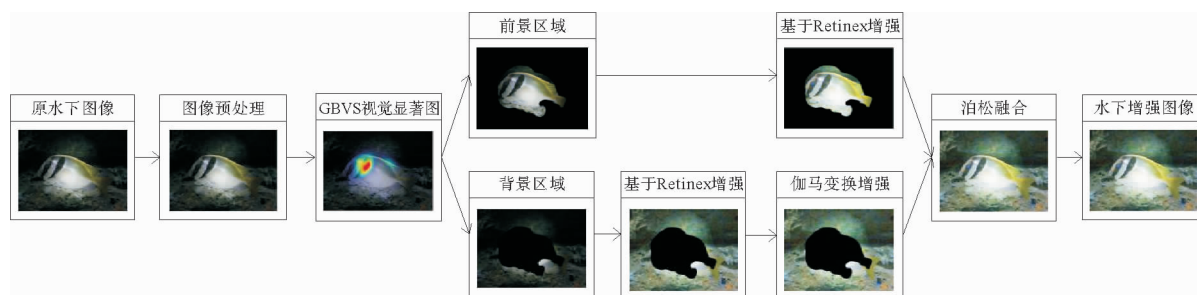 原水下图像
图像预处理
GBVS视觉显著图
前景区域
基于Retinex增强
背景区域
基于Retinex增强
伽马变换增强
泊松融合
水下增强图像